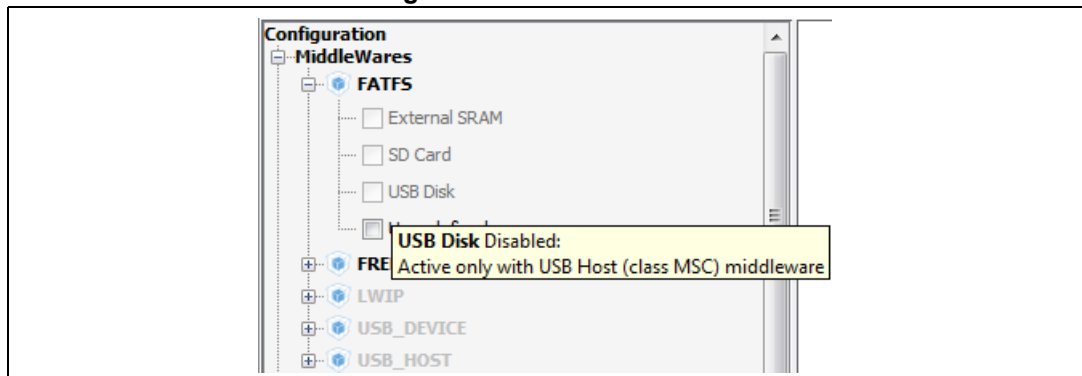 Configuration
MiddleWares
FATFS
External SRAM
SD Card
USB Disk
USB Disk Disabled:
FRE
Active only with USB Host (class MSC) middleware
LWIP
USB_DEVICE
USB_HOST